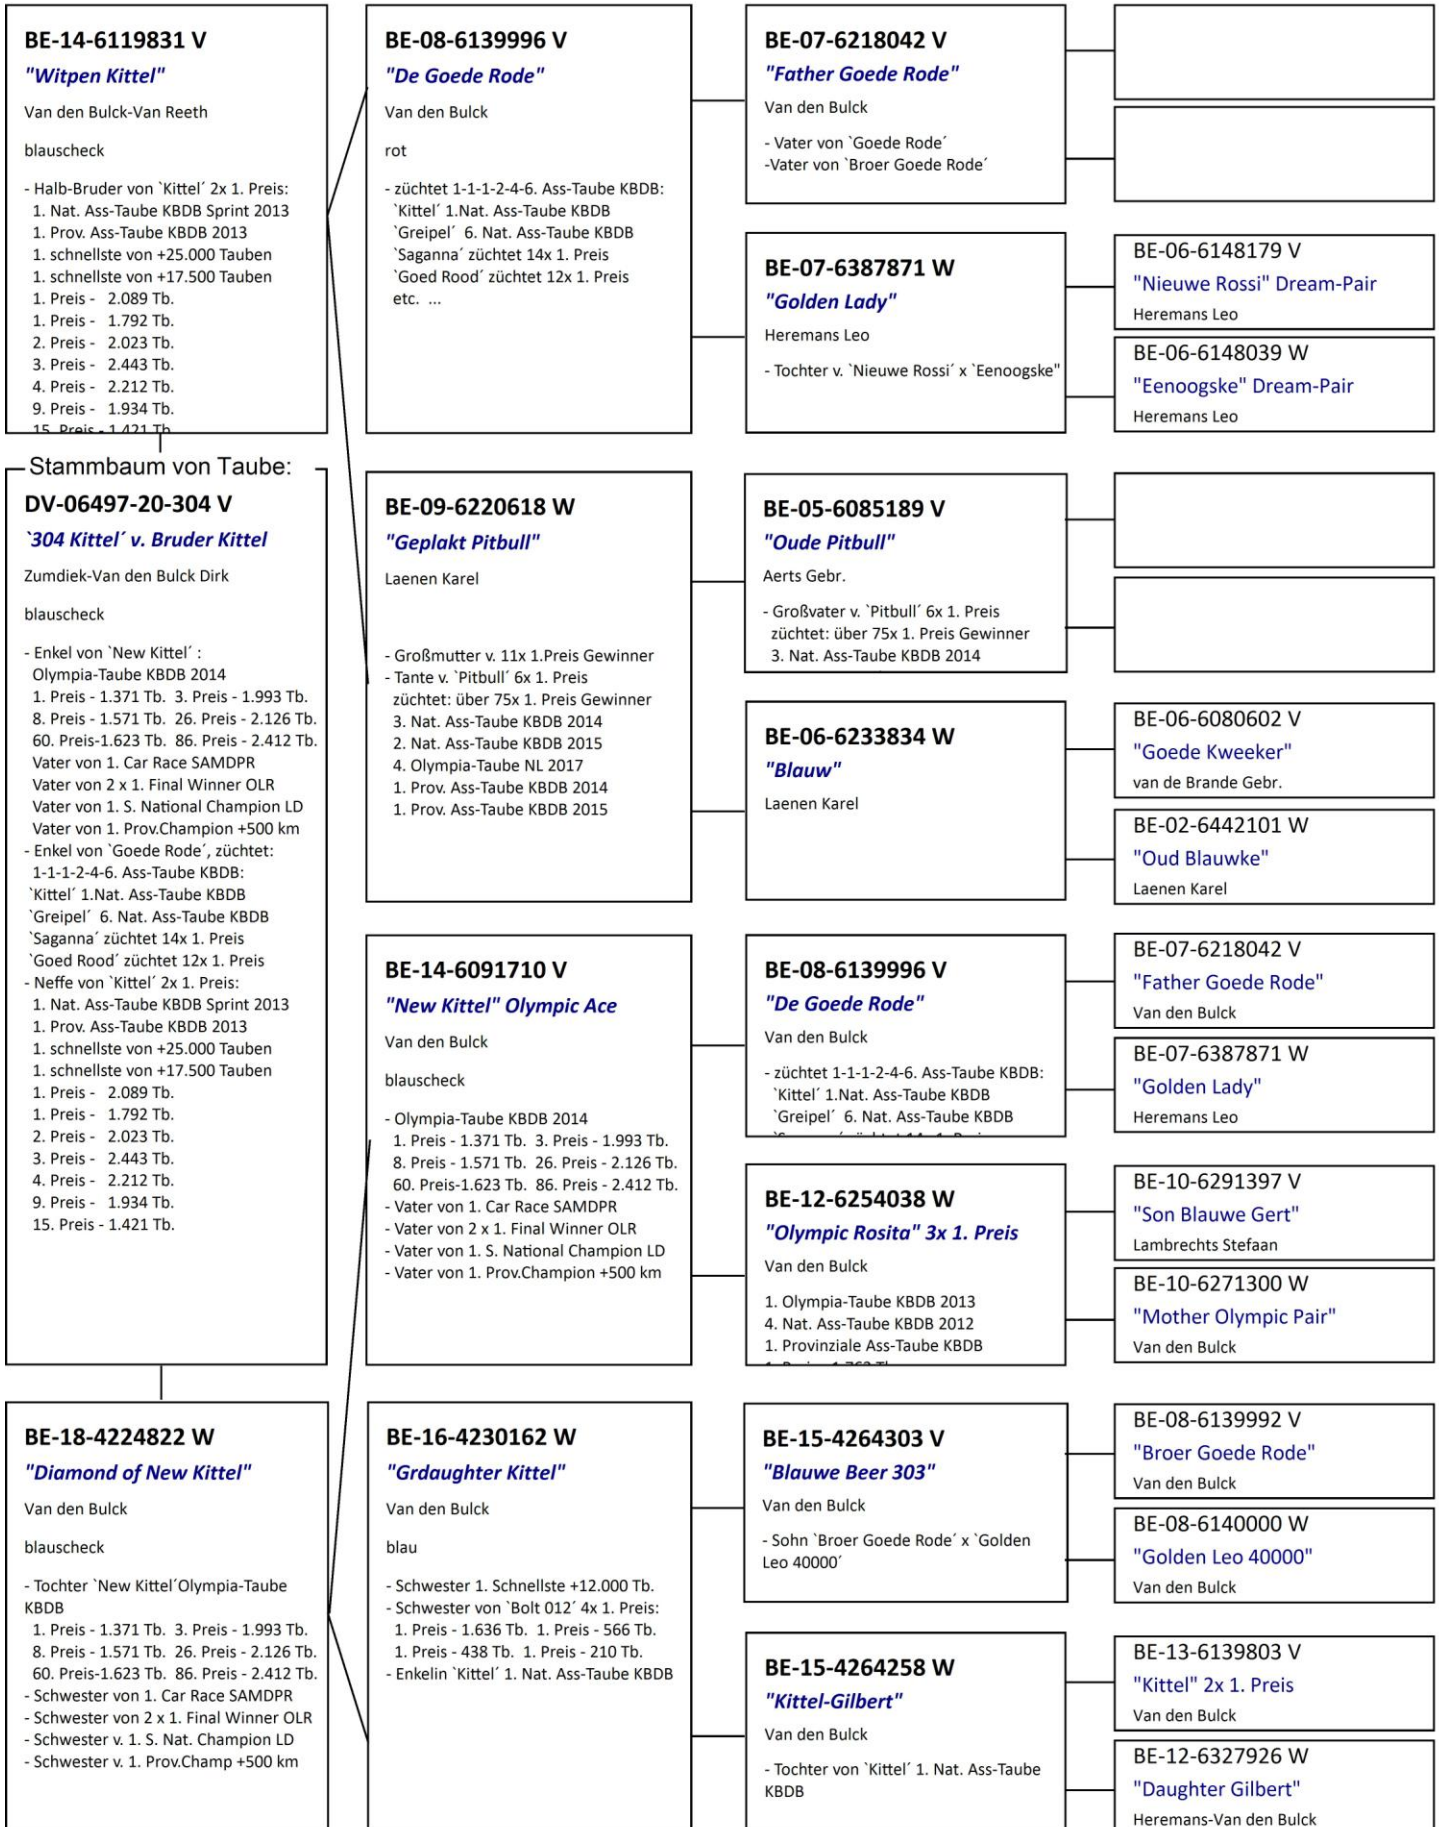 BE-14-6119831 V
"Witpen Kittel"
Van den Bulck-Van Reeth
blauscheck
- Halb-Bruder von `Kittel´ 2x 1. Preis:
1. Nat. Ass-Taube KBDB Sprint 2013
1. Prov. Ass-Taube KBDB 2013
1. schnellste von +25.000 Tauben
1. schnellste von +17.500 Tauben
1. Preis - 2.089 Tb.
1. Preis - 1.792 Tb.
2. Preis - 2.023 Tb.
3. Preis - 2.443 Tb.
4. Preis - 2.212 Tb.
9. Preis - 1.934 Tb.
15. Preis - 1.421 Tb.
Stammbaum von Taube:
DV-06497-20-304 V
`304 Kittel´ v. Bruder Kittel
Zumdiek-Van den Bulck Dirk
blauscheck
- Enkel von `New Kittel´ :
Olympia-Taube KBDB 2014
1. Preis - 1.371 Tb. 3. Preis - 1.993 Tb.
8. Preis - 1.571 Tb. 26. Preis - 2.126 Tb.
60. Preis-1.623 Tb. 86. Preis - 2.412 Tb.
Vater von 1. Car Race SAMDPR
Vater von 2 x 1. Final Winner OLR
Vater von 1. S. National Champion LD
Vater von 1. Prov.Champion +500 km
- Enkel von `Goede Rode´, züchtet:
1-1-1-2-4-6. Ass-Taube KBDB:
`Kittel´ 1.Nat. Ass-Taube KBDB
`Greipel´ 6. Nat. Ass-Taube KBDB
`Saganna´ züchtet 14x 1. Preis
`Goed Rood´ züchtet 12x 1. Preis
- Neffe von `Kittel´ 2x 1. Preis:
1. Nat. Ass-Taube KBDB Sprint 2013
1. Prov. Ass-Taube KBDB 2013
1. schnellste von +25.000 Tauben
1. schnellste von +17.500 Tauben
1. Preis - 2.089 Tb.
1. Preis - 1.792 Tb.
2. Preis - 2.023 Tb.
3. Preis - 2.443 Tb.
4. Preis - 2.212 Tb.
9. Preis - 1.934 Tb.
15. Preis - 1.421 Tb.
BE-18-4224822 W
"Diamond of New Kittel"
Van den Bulck
blauscheck
- Tochter `New Kittel´Olympia-Taube
KBDB
1. Preis - 1.371 Tb. 3. Preis - 1.993 Tb.
8. Preis - 1.571 Tb. 26. Preis - 2.126 Tb.
60. Preis-1.623 Tb. 86. Preis - 2.412 Tb.
- Schwester von 1. Car Race SAMDPR
- Schwester von 2 x 1. Final Winner OLR
- Schwester v. 1. S. Nat. Champion LD
- Schwester v. 1. Prov.Champ +500 km
BE-08-6139996 V
"De Goede Rode"
Van den Bulck
rot
- züchtet 1-1-1-2-4-6. Ass-Taube KBDB:
`Kittel´ 1.Nat. Ass-Taube KBDB
`Greipel´ 6. Nat. Ass-Taube KBDB
`Saganna´ züchtet 14x 1. Preis
`Goed Rood´ züchtet 12x 1. Preis
etc. ...
BE-09-6220618 W
"Geplakt Pitbull"
Laenen Karel
- Großmutter v. 11x 1.Preis Gewinner
- Tante v. `Pitbull´ 6x 1. Preis
züchtet: über 75x 1. Preis Gewinner
3. Nat. Ass-Taube KBDB 2014
2. Nat. Ass-Taube KBDB 2015
4. Olympia-Taube NL 2017
1. Prov. Ass-Taube KBDB 2014
1. Prov. Ass-Taube KBDB 2015
BE-14-6091710 V
"New Kittel" Olympic Ace
Van den Bulck
blauscheck
- Olympia-Taube KBDB 2014
1. Preis - 1.371 Tb. 3. Preis - 1.993 Tb.
8. Preis - 1.571 Tb. 26. Preis - 2.126 Tb.
60. Preis-1.623 Tb. 86. Preis - 2.412 Tb.
- Vater von 1. Car Race SAMDPR
- Vater von 2 x 1. Final Winner OLR
- Vater von 1. S. National Champion LD
- Vater von 1. Prov.Champion +500 km
BE-16-4230162 W
"Grdaughter Kittel"
Van den Bulck
blau
- Schwester 1. Schnellste +12.000 Tb.
- Schwester von `Bolt 012´ 4x 1. Preis:
1. Preis - 1.636 Tb. 1. Preis - 566 Tb.
1. Preis - 438 Tb. 1. Preis - 210 Tb.
- Enkelin `Kittel´ 1. Nat. Ass-Taube KBDB
BE-07-6218042 V
"Father Goede Rode"
Van den Bulck
- Vater von `Goede Rode´
-Vater von `Broer Goede Rode´
BE-07-6387871 W
"Golden Lady"
Heremans Leo
- Tochter v. `Nieuwe Rossi´ x `Eenoogske"
BE-05-6085189 V
"Oude Pitbull"
Aerts Gebr.
- Großvater v. `Pitbull´ 6x 1. Preis
züchtet: über 75x 1. Preis Gewinner
3. Nat. Ass-Taube KBDB 2014
BE-06-6233834 W
"Blauw"
Laenen Karel
BE-08-6139996 V
"De Goede Rode"
Van den Bulck
- züchtet 1-1-1-2-4-6. Ass-Taube KBDB:
`Kittel´ 1.Nat. Ass-Taube KBDB
`Greipel´ 6. Nat. Ass-Taube KBDB
BE-12-6254038 W
"Olympic Rosita" 3x 1. Preis
Van den Bulck
1. Olympia-Taube KBDB 2013
4. Nat. Ass-Taube KBDB 2012
1. Provinziale Ass-Taube KBDB
BE-15-4264303 V
"Blauwe Beer 303"
Van den Bulck
- Sohn `Broer Goede Rode´ x `Golden
Leo 40000´
BE-15-4264258 W
"Kittel-Gilbert"
Van den Bulck
- Tochter von `Kittel´ 1. Nat. Ass-Taube
KBDB
BE-06-6148179 V
"Nieuwe Rossi" Dream-Pair
Heremans Leo
BE-06-6148039 W
"Eenoogske" Dream-Pair
Heremans Leo
BE-06-6080602 V
"Goede Kweeker"
van de Brande Gebr.
BE-02-6442101 W
"Oud Blauwke"
Laenen Karel
BE-07-6218042 V
"Father Goede Rode"
Van den Bulck
BE-07-6387871 W
"Golden Lady"
Heremans Leo
BE-10-6291397 V
"Son Blauwe Gert"
Lambrechts Stefaan
BE-10-6271300 W
"Mother Olympic Pair"
Van den Bulck
BE-08-6139992 V
"Broer Goede Rode"
Van den Bulck
BE-08-6140000 W
"Golden Leo 40000"
Van den Bulck
BE-13-6139803 V
"Kittel" 2x 1. Preis
Van den Bulck
BE-12-6327926 W
"Daughter Gilbert"
Heremans-Van den Bulck